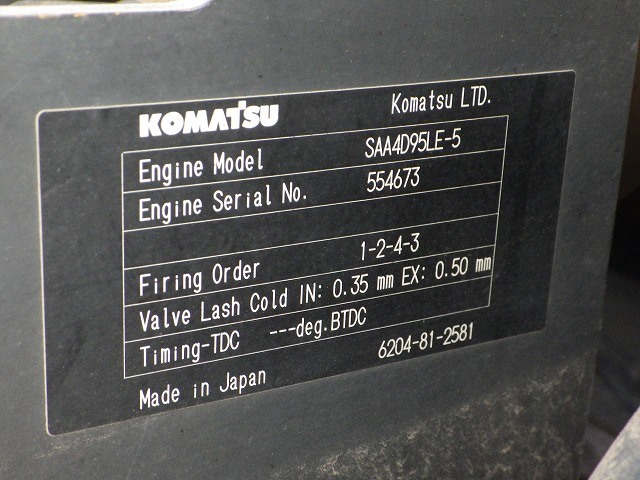 KOMATSU Komatsu LTD.
Engine Model SAA4D95LE-5
Engine Serial No. 554673
Firing Order 1-2-4-3
Valve Lash Cold IN: 0.35 mm EX: 0.50 mm
Timing-TDC ---deg.BTDC
Made in Japan 6204-81-2581